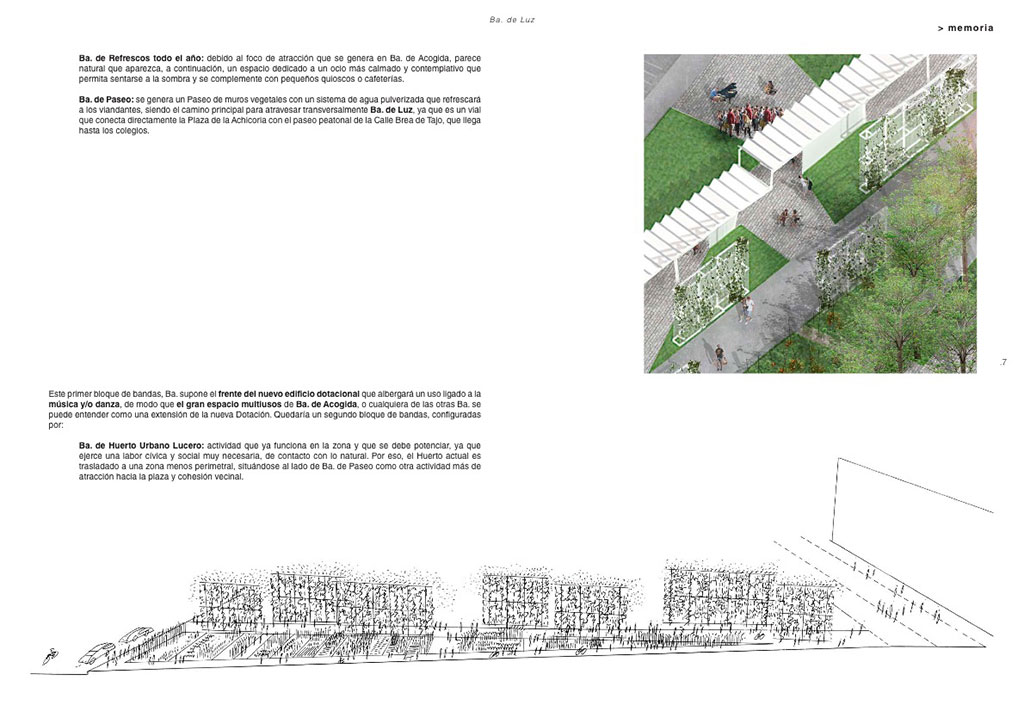 Ba. de Luz
> memoria
Ba. de Refrescos todo el año: debido al foco de atracción que se genera en Ba. de Acogida, parece
natural que aparezca, a continuación, un espacio dedicado a un ocio más calmado y contemplativo que
permita sentarse a la sombra y se complemente con pequeños quioscos o cafeterías.
Ba. de Paseo: se genera un Paseo de muros vegetales con un sistema de agua pulverizada que refrescará
a los viandantes, siendo el camino principal para atravesar transversalmente Ba. de Luz, ya que es un vial
que conecta directamente la Plaza de la Achicoria con el paseo peatonal de la Calle Brea de Tajo, que llega
hasta los colegios.
.7
Este primer bloque de bandas, Ba. supone el frente del nuevo edificio dotacional que albergará un uso ligado a la
música y/o danza, de modo que el gran espacio multiusos de Ba. de Acogida, o cualquiera de las otras Ba. se
puede entender como una extensión de la nueva Dotación. Quedaría un segundo bloque de bandas, configuradas
por:
Ba. de Huerto Urbano Lucero: actividad que ya funciona en la zona y que se debe potenciar, ya que
ejerce una labor cívica y social muy necesaria, de contacto con lo natural. Por eso, el Huerto actual es
trasladado a una zona menos perimetral, situándose al lado de Ba. de Paseo como otra actividad más de
atracción hacia la plaza y cohesión vecinal.